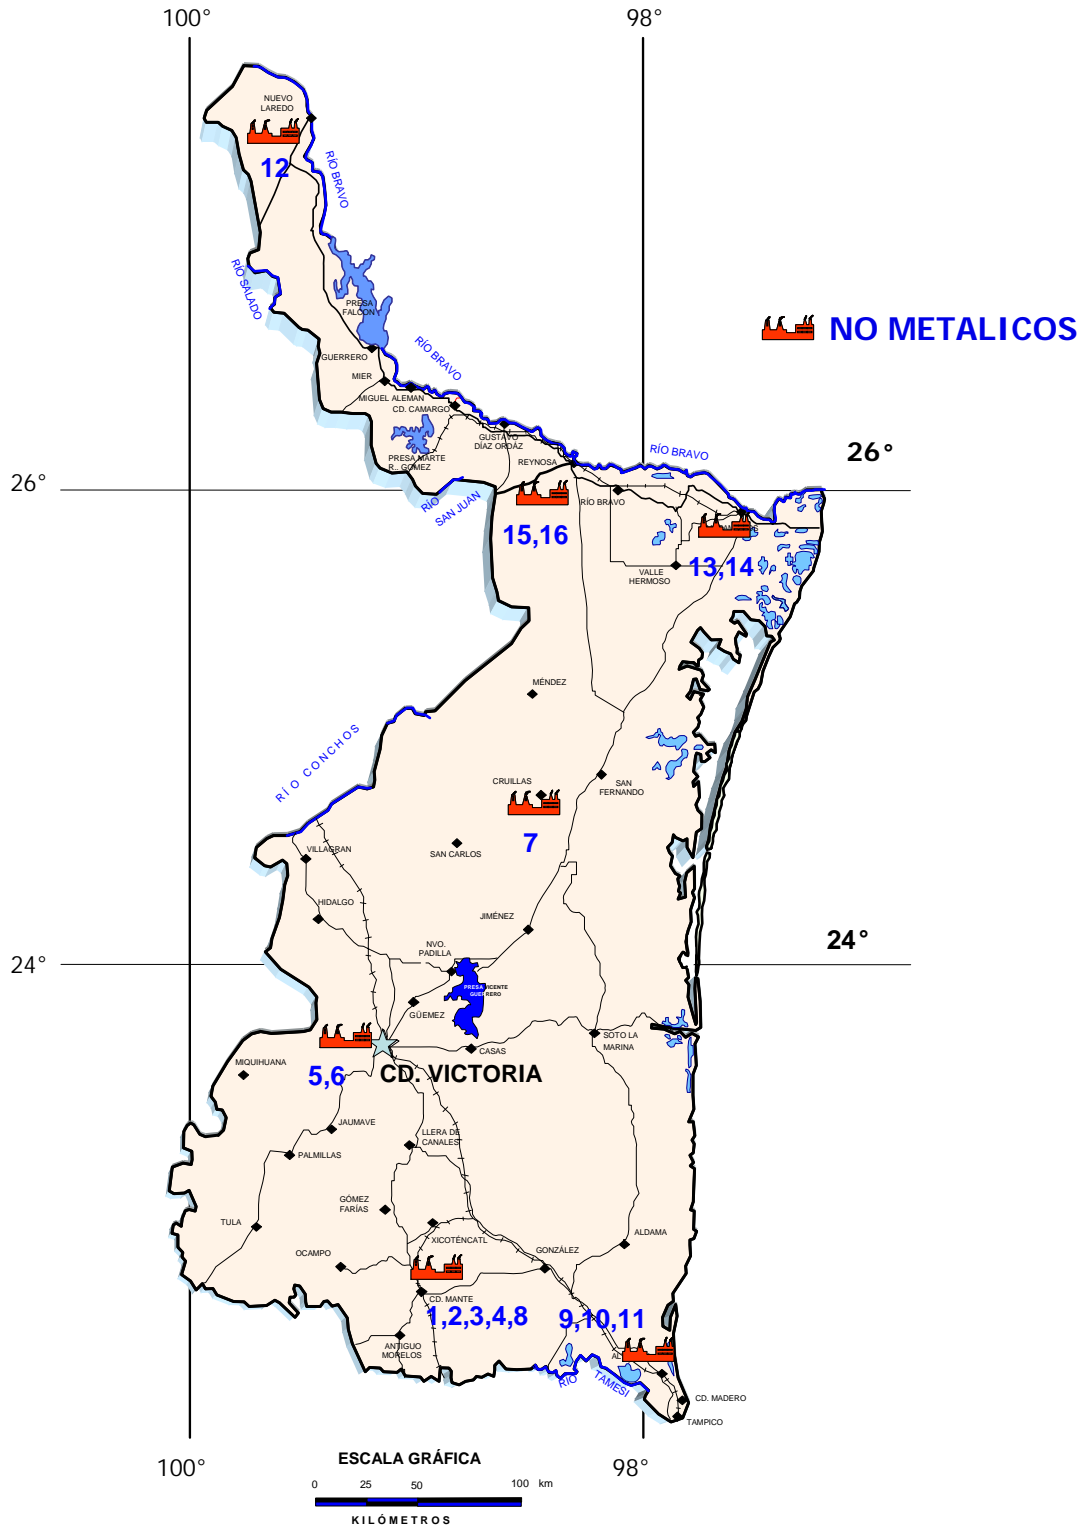 100°
98°
NUEVO
LAREDO
12
RÍO BRAVO
RÍO SALADO
PRESA
FALCON
NO METALICOS
GUERRERO
RÍO BRAVO
MIER
MIGUEL ALEMAN
CD. CAMARGO
GUSTAVO
DÍAZ ORDÁZ
RÍO BRAVO
26°
PRESA MARTE
R.. GOMEZ
REYNOSA
26°
RÍO
SAN JUAN
RÍO BRAVO
15,16
VALLE
HERMOSO
13,14
MÉNDEZ
RÍO CONCHOS
CRUILLAS
SAN
FERNANDO
7
VILLAGRAN
SAN CARLOS
HIDALGO
JIMÉNEZ
24°
NVO.
PADILLA
24°
PRESA VICENTE
GUERRERO
GÜEMEZ
SOTO LA
MARINA
CASAS
MIQUIHUANA
5,6
CD. VICTORIA
JAUMAVE
LLERA DE
CANALES
PALMILLAS
GÓMEZ
FARÍAS
TULA
XICOTÉNCATL
ALDAMA
OCAMPO
GONZÁLEZ
CD. MANTE
1,2,3,4,8
9,10,11
ANTIGUO
MORELOS
RÍO
TAMESI
CD. MADERO
TAMPICO
ESCALA GRÁFICA
100°
98°
0 25 50 100 km
KILÓMETROS